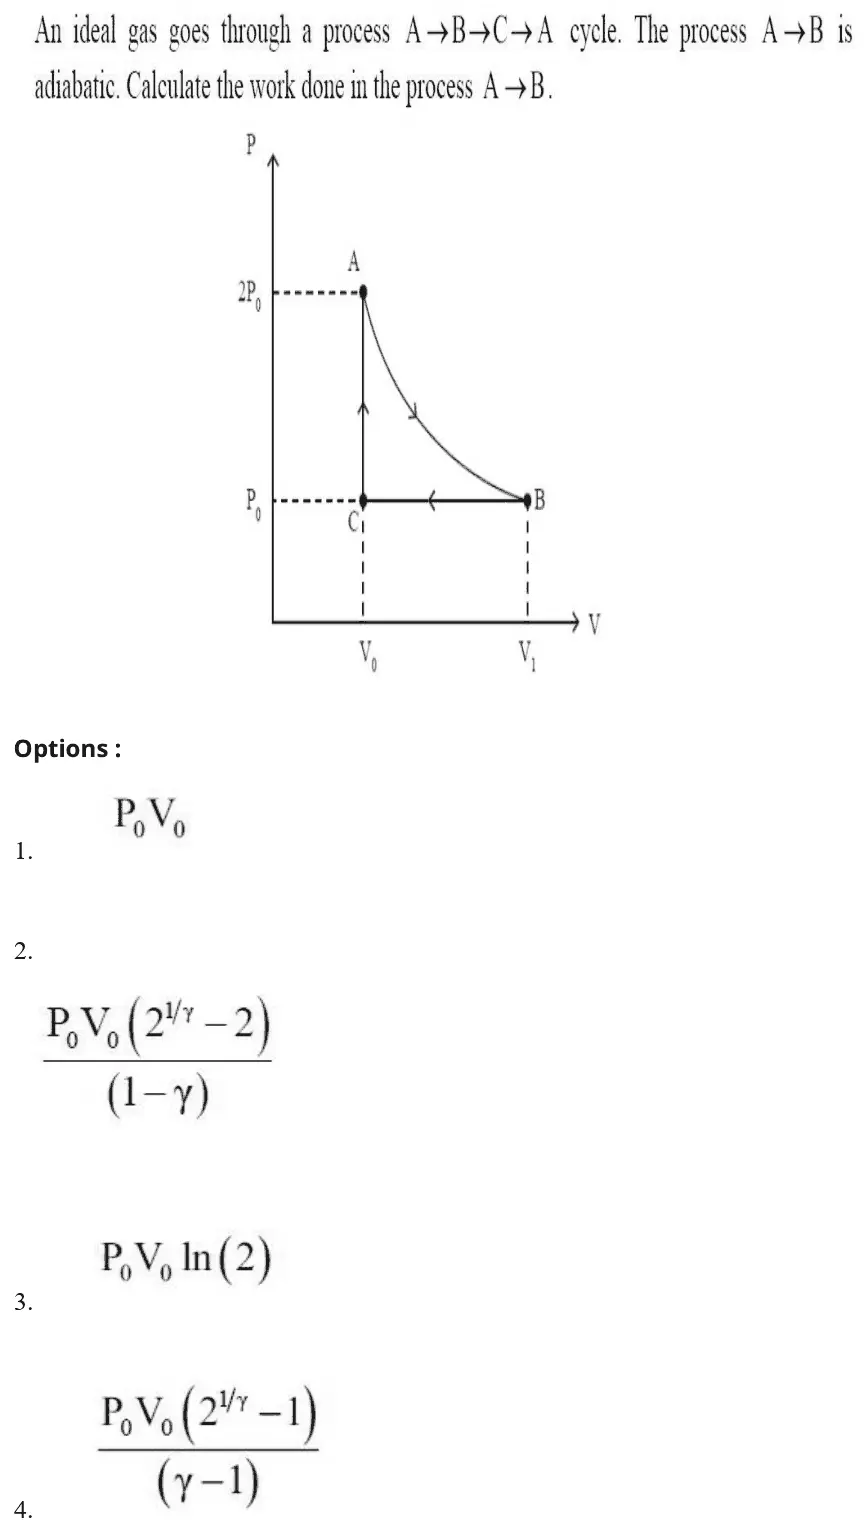 An ideal gas goes through a process A→B→C→A cycle. The process A→B is
adiabatic. Calculate the work done in the process A→B.
P
A
2P₀
P₀
C
B
V
V₀
V₁
Options :
P₀V₀
1.
2.
P₀V₀(2^{1/γ} − 2)
(1 − γ)
P₀V₀ ln(2)
3.
P₀V₀(2^{1/γ} − 1)
(γ − 1)
4.